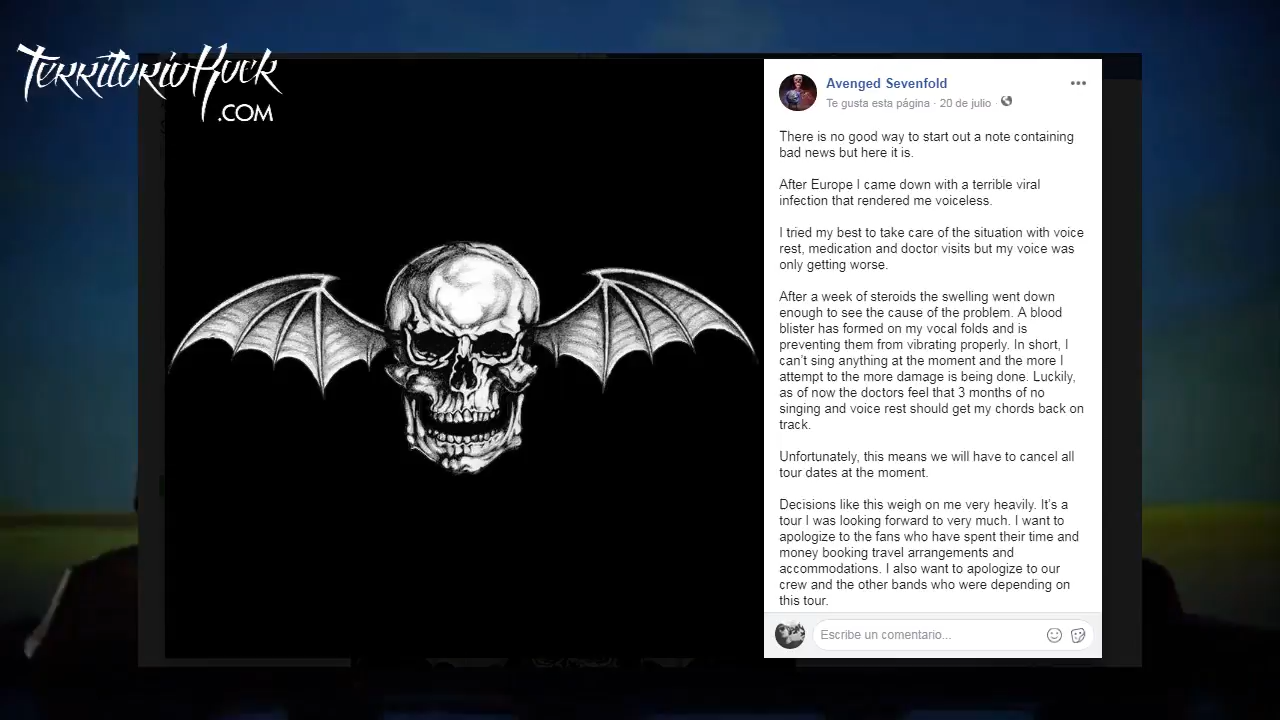 TerritorioRock
.COM
Avenged Sevenfold
Te gusta esta página · 20 de julio ·
There is no good way to start out a note containing
bad news but here it is.
After Europe I came down with a terrible viral
infection that rendered me voiceless.
I tried my best to take care of the situation with voice
rest, medication and doctor visits but my voice was
only getting worse.
After a week of steroids the swelling went down
enough to see the cause of the problem. A blood
blister has formed on my vocal folds and is
preventing them from vibrating properly. In short, I
can't sing anything at the moment and the more I
attempt to the more damage is being done. Luckily,
as of now the doctors feel that 3 months of no
singing and voice rest should get my chords back on
track.
Unfortunately, this means we will have to cancel all
tour dates at the moment.
Decisions like this weigh on me very heavily. It's a
tour I was looking forward to very much. I want to
apologize to the fans who have spent their time and
money booking travel arrangements and
accommodations. I also want to apologize to our
crew and the other bands who were depending on
this tour.
Escribe un comentario...